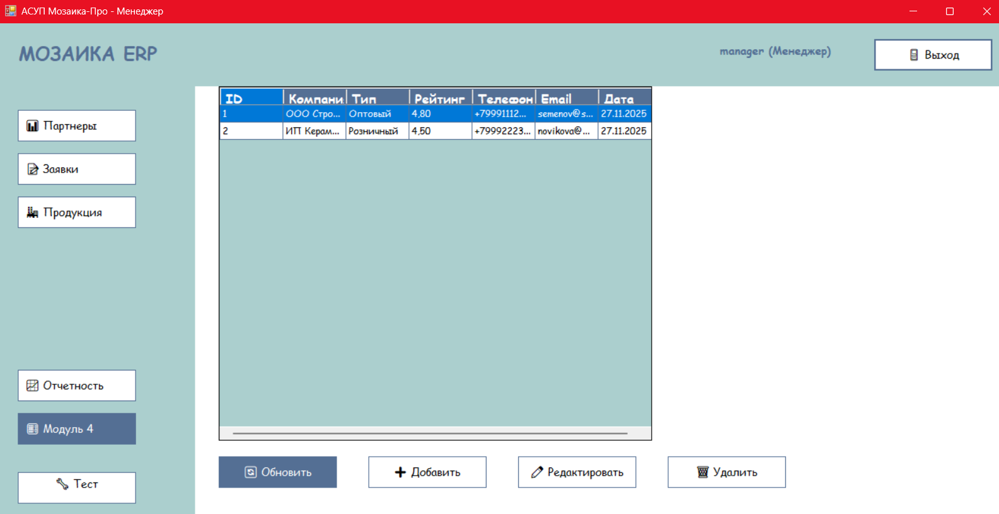 АСУП Мозаика-Про - Менеджер
МОЗАИКА ERP
manager (Менеджер)
Выход
Партнеры
Заявки
Продукция
Отчетность
Модуль 4
Тест
ID Компани Тип Рейтинг Телефон Email Дата
1 ООО Стро... Оптовый 4,80 +79991112... semenov@s... 27.11.2025
2 ИП Керам... Розничный 4,50 +79992223... novikova@... 27.11.2025
Обновить Добавить Редактировать Удалить